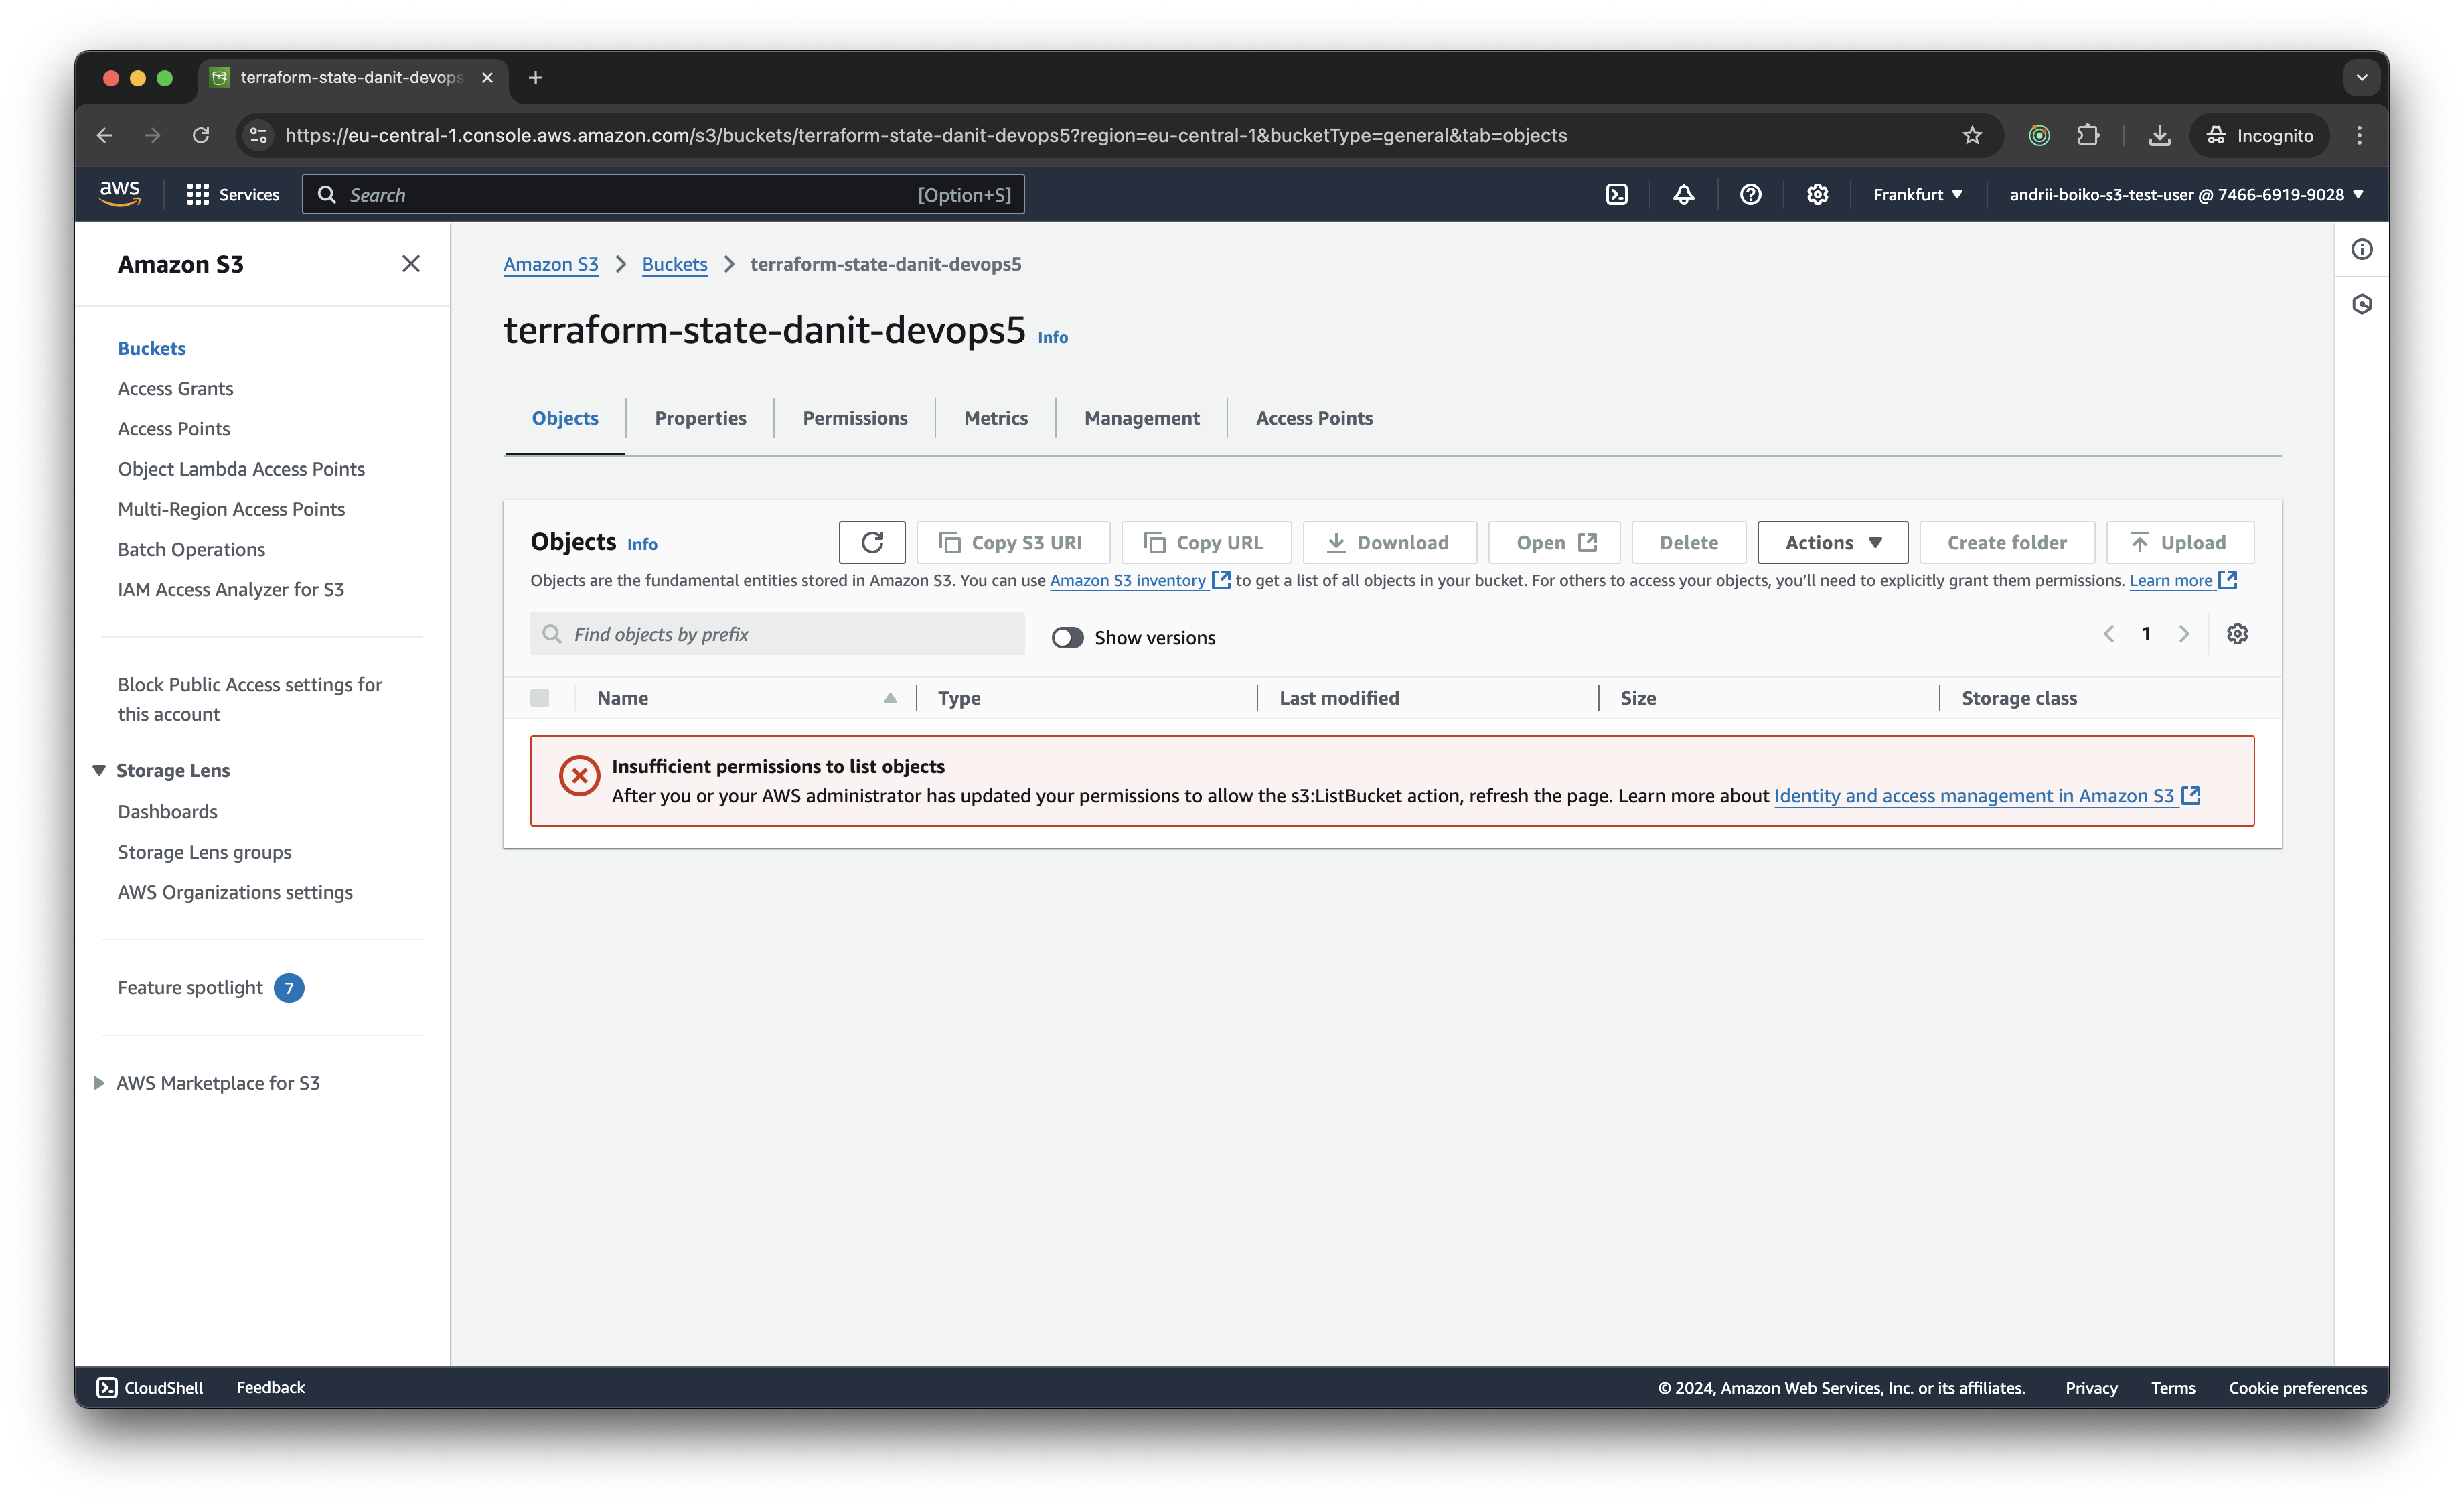 terraform-state-danit-devops
https://eu-central-1.console.aws.amazon.com/s3/buckets/terraform-state-danit-devops5?region=eu-central-1&bucketType=general&tab=objects
Incognito
aws
Services
Search
[Option+S]
Frankfurt
andrii-boiko-s3-test-user @ 7466-6919-9028
Amazon S3
Buckets
Access Grants
Access Points
Object Lambda Access Points
Multi-Region Access Points
Batch Operations
IAM Access Analyzer for S3
Block Public Access settings for
this account
Storage Lens
Dashboards
Storage Lens groups
AWS Organizations settings
Feature spotlight 7
AWS Marketplace for S3
Amazon S3 > Buckets > terraform-state-danit-devops5
terraform-state-danit-devops5 Info
Objects
Properties
Permissions
Metrics
Management
Access Points
Objects Info
Copy S3 URI
Copy URL
Download
Open
Delete
Actions
Create folder
Upload
Objects are the fundamental entities stored in Amazon S3. You can use Amazon S3 inventory to get a list of all objects in your bucket. For others to access your objects, you'll need to explicitly grant them permissions. Learn more
Find objects by prefix
Show versions
1
Name
Type
Last modified
Size
Storage class
Insufficient permissions to list objects
After you or your AWS administrator has updated your permissions to allow the s3:ListBucket action, refresh the page. Learn more about Identity and access management in Amazon S3
CloudShell
Feedback
© 2024, Amazon Web Services, Inc. or its affiliates.
Privacy
Terms
Cookie preferences